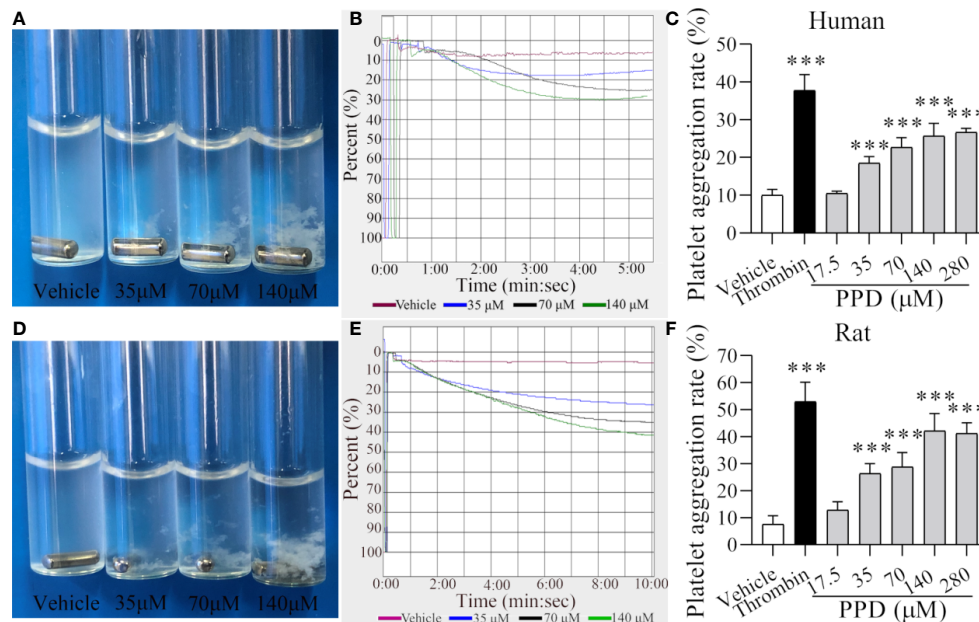 A
Vehicle 35μM 70μM 140μM
B
Percent (%)
0
10
20
30
40
50
60
70
80
90
100
0:00 1:00 2:00 3:00 4:00 5:00
Time (min:sec)
Vehicle 35 μM 70 μM 140 μM
C
Human
Platelet aggregation rate (%)
50
40
30
20
10
0
***
***
***
***
***
Vehicle Thrombin 17.5 35 70 140 280
PPD (μM)
D
Vehicle 35μM 70μM 140μM
E
Percent (%)
0
10
20
30
40
50
60
70
80
90
100
0:00 2:00 4:00 6:00 8:00 10:00
Time (min:sec)
Vehicle 35 μM 70 μM 140 μM
F
Rat
Platelet aggregation rate (%)
70
60
50
40
30
20
10
0
***
***
***
***
***
Vehicle Thrombin 17.5 35 70 140 280
PPD (μM)